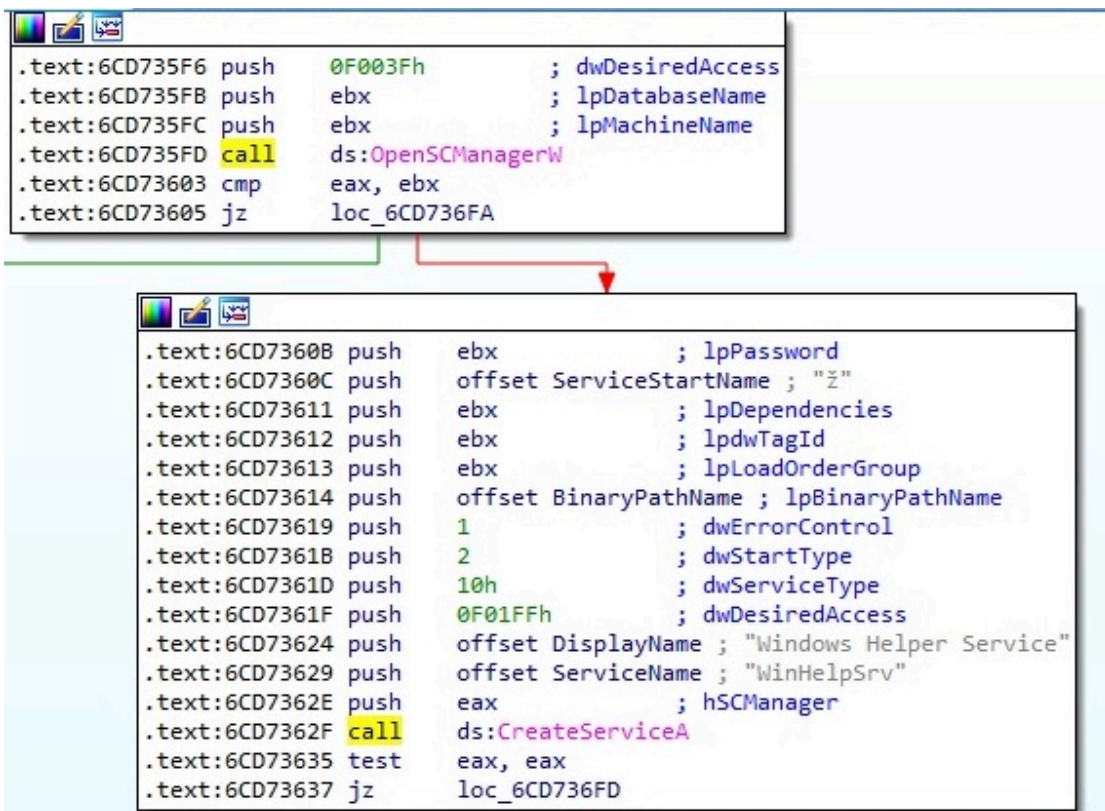 .text:6CD735F6 push 0F003Fh ; dwDesiredAccess
.text:6CD735FB push ebx ; lpDatabaseName
.text:6CD735FC push ebx ; lpMachineName
.text:6CD735FD call ds:OpenSCManagerW
.text:6CD73603 cmp eax, ebx
.text:6CD73605 jz loc_6CD736FA
.text:6CD7360B push ebx ; lpPassword
.text:6CD7360C push offset ServiceStartName ; "ž"
.text:6CD73611 push ebx ; lpDependencies
.text:6CD73612 push ebx ; lpdwTagId
.text:6CD73613 push ebx ; lpLoadOrderGroup
.text:6CD73614 push offset BinaryPathName ; lpBinaryPathName
.text:6CD73619 push 1 ; dwErrorControl
.text:6CD7361B push 2 ; dwStartType
.text:6CD7361D push 10h ; dwServiceType
.text:6CD7361F push 0F01FFh ; dwDesiredAccess
.text:6CD73624 push offset DisplayName ; "Windows Helper Service"
.text:6CD73629 push offset ServiceName ; "WinHelpSrv"
.text:6CD7362E push eax ; hSCManager
.text:6CD7362F call ds:CreateServiceA
.text:6CD73635 test eax, eax
.text:6CD73637 jz loc_6CD736FD